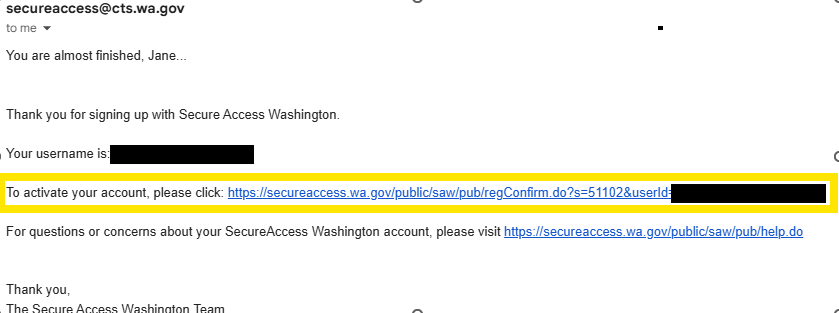 secureaccess@cts.wa.gov
to me
You are almost finished, Jane...
Thank you for signing up with Secure Access Washington.
Your username is:
To activate your account, please click: https://secureaccess.wa.gov/public/saw/pub/regConfirm.do?s=51102&userId=
For questions or concerns about your SecureAccess Washington account, please visit https://secureaccess.wa.gov/public/saw/pub/help.do
Thank you,
The Secure Access Washington Team